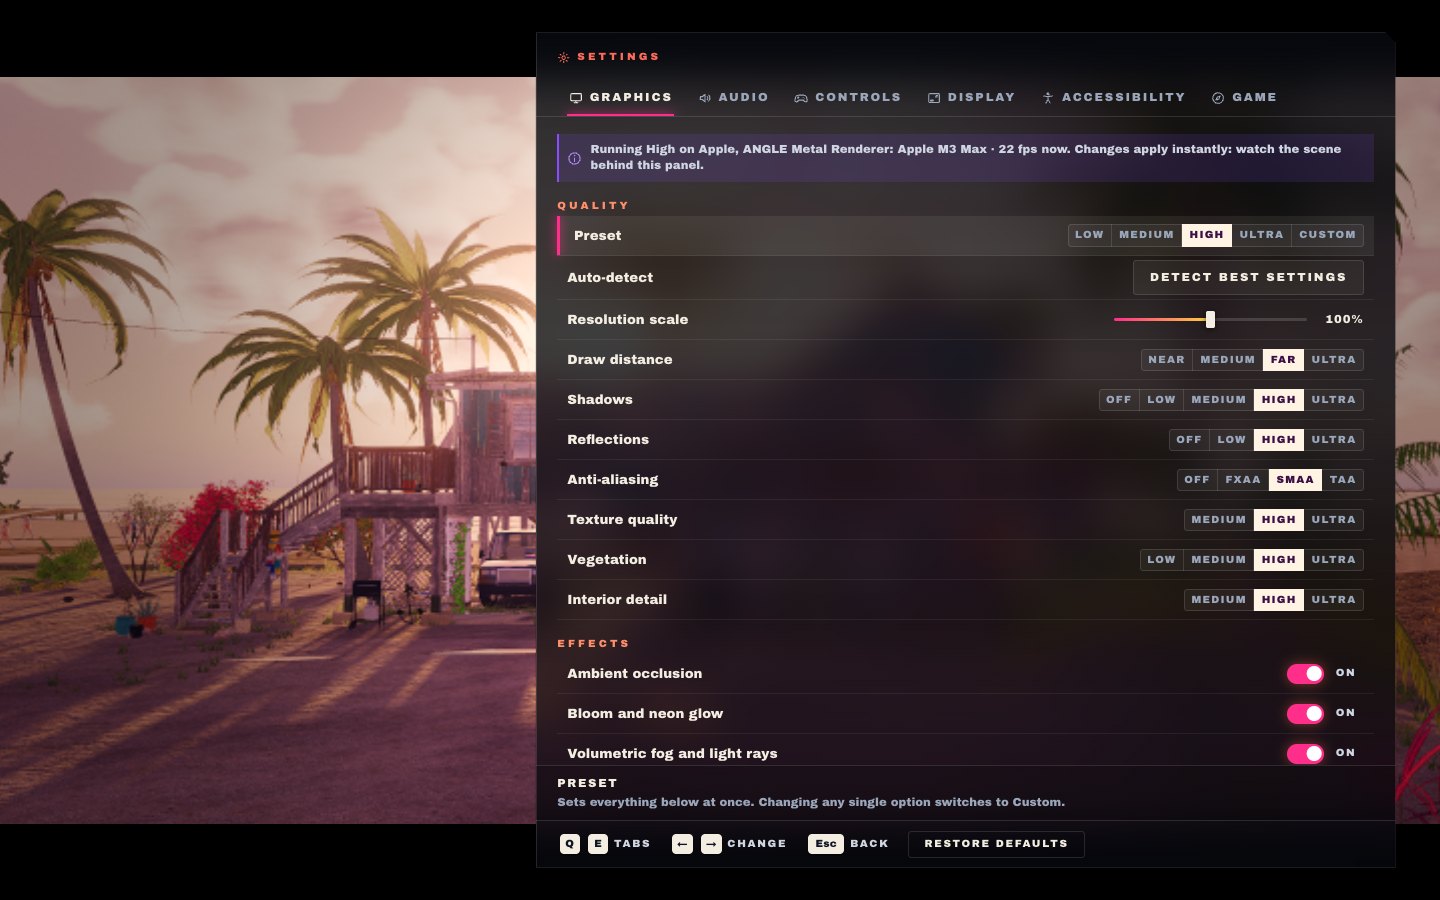 SETTINGS
GRAPHICS AUDIO CONTROLS DISPLAY ACCESSIBILITY GAME
Running High on Apple, ANGLE Metal Renderer: Apple M3 Max · 22 fps now. Changes apply instantly: watch the scene
behind this panel.
QUALITY
Preset LOW MEDIUM HIGH ULTRA CUSTOM
Auto-detect DETECT BEST SETTINGS
Resolution scale 100%
Draw distance NEAR MEDIUM FAR ULTRA
Shadows OFF LOW MEDIUM HIGH ULTRA
Reflections OFF LOW HIGH ULTRA
Anti-aliasing OFF FXAA SMAA TAA
Texture quality MEDIUM HIGH ULTRA
Vegetation LOW MEDIUM HIGH ULTRA
Interior detail MEDIUM HIGH ULTRA
EFFECTS
Ambient occlusion ON
Bloom and neon glow ON
Volumetric fog and light rays ON
PRESET
Sets everything below at once. Changing any single option switches to Custom.
Q E TABS ← → CHANGE Esc BACK RESTORE DEFAULTS